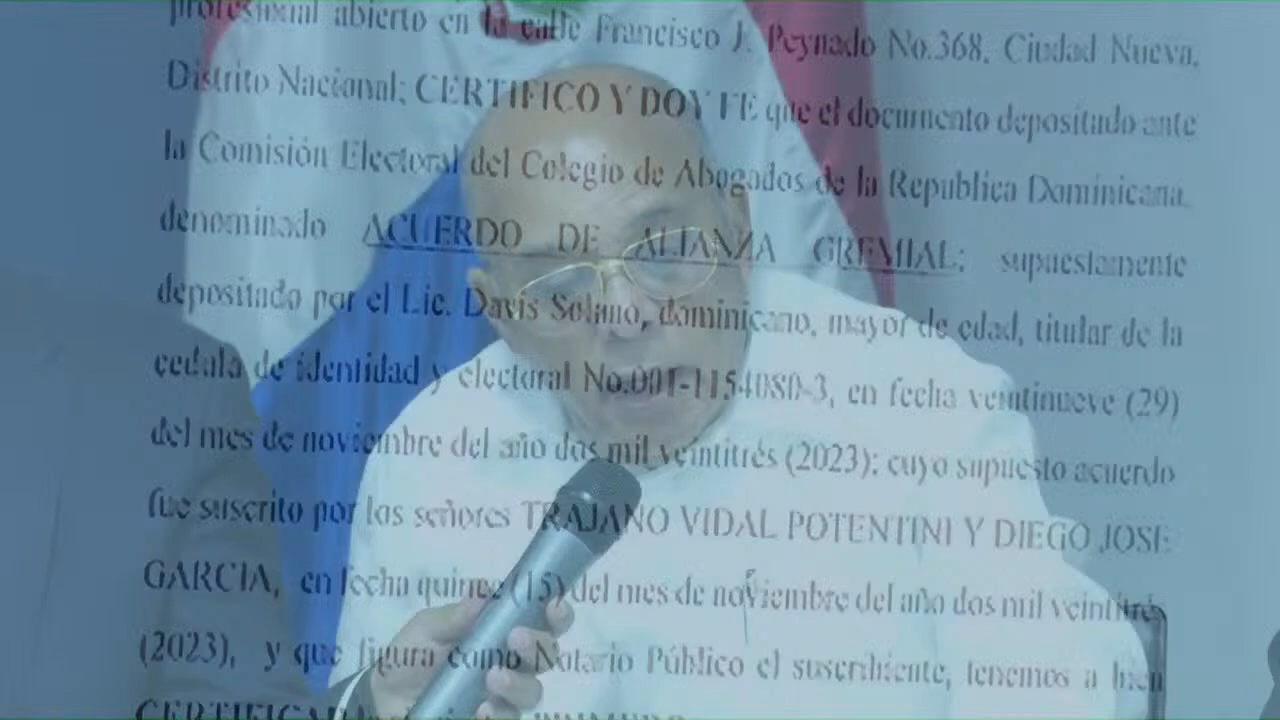 profesional abierto en la calle Francisco J. Peynado No.368, Ciudad Nueva,
Distrito Nacional; CERTIFICO Y DOY FE que el documento depositado ante
la Comisión Electoral del Colegio de Abogados de la Republica Dominicana,
denominado ACUERDO DE ALIANZA GREMIAL; supuestamente
depositado por el Lic. Davis Solano, dominicano, mayor de edad, titular de la
cedula de identidad y electoral No.001-1154080-3, en fecha veintinueve (29)
del mes de noviembre del año dos mil veintitrés (2023); cuyo supuesto acuerdo
fue suscrito por los señores TRAJANO VIDAL POTENTINI Y DIEGO JOSE
GARCIA, en fecha quince (15) del mes de noviembre del año dos mil veintitrés
(2023), y que figura como Notario Público el suscribiente, tenemos a bien